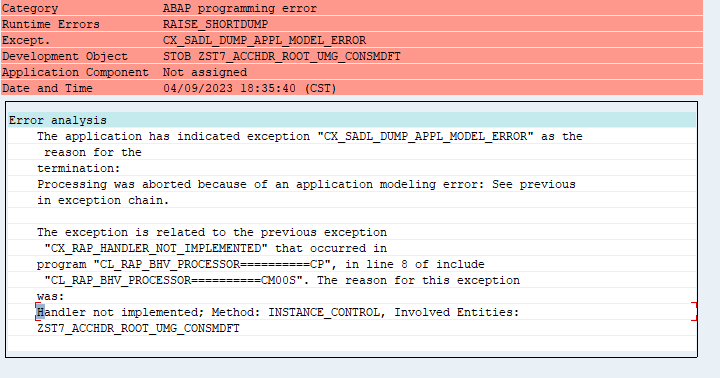 Category ABAP programming error
Runtime Errors RAISE_SHORTDUMP
Except. CX_SADL_DUMP_APPL_MODEL_ERROR
Development Object STOB ZST7_ACCHDR_ROOT_UMG_CONSMDFT
Application Component Not assigned
Date and Time 04/09/2023 18:35:40 (CST)
Error analysis
The application has indicated exception "CX_SADL_DUMP_APPL_MODEL_ERROR" as the
reason for the
termination:
Processing was aborted because of an application modeling error: See previous
in exception chain.
The exception is related to the previous exception
"CX_RAP_HANDLER_NOT_IMPLEMENTED" that occurred in
program "CL_RAP_BHV_PROCESSOR==========CP", in line 8 of include
"CL_RAP_BHV_PROCESSOR==========CM00S". The reason for this exception
was:
Handler not implemented; Method: INSTANCE_CONTROL, Involved Entities:
ZST7_ACCHDR_ROOT_UMG_CONSMDFT